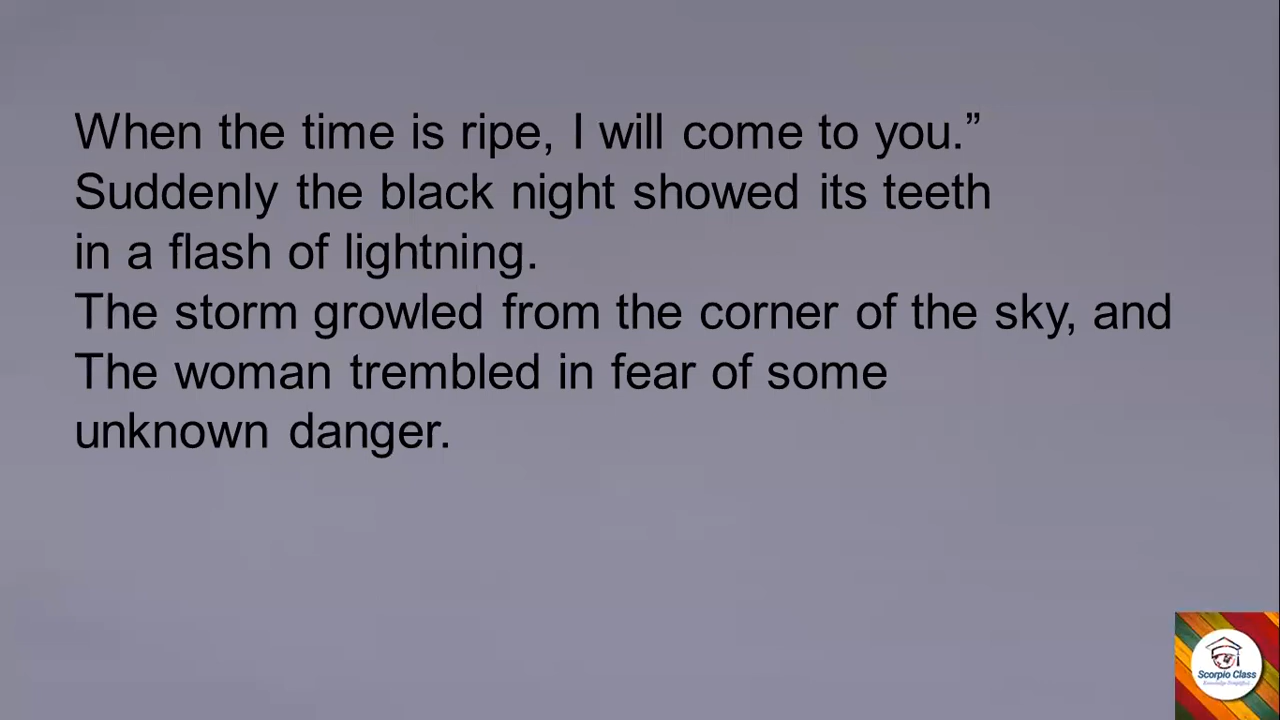 When the time is ripe, I will come to you.”
Suddenly the black night showed its teeth
in a flash of lightning.
The storm growled from the corner of the sky, and
The woman trembled in fear of some
unknown danger.
Scorpio Class
Knowledge Simplified